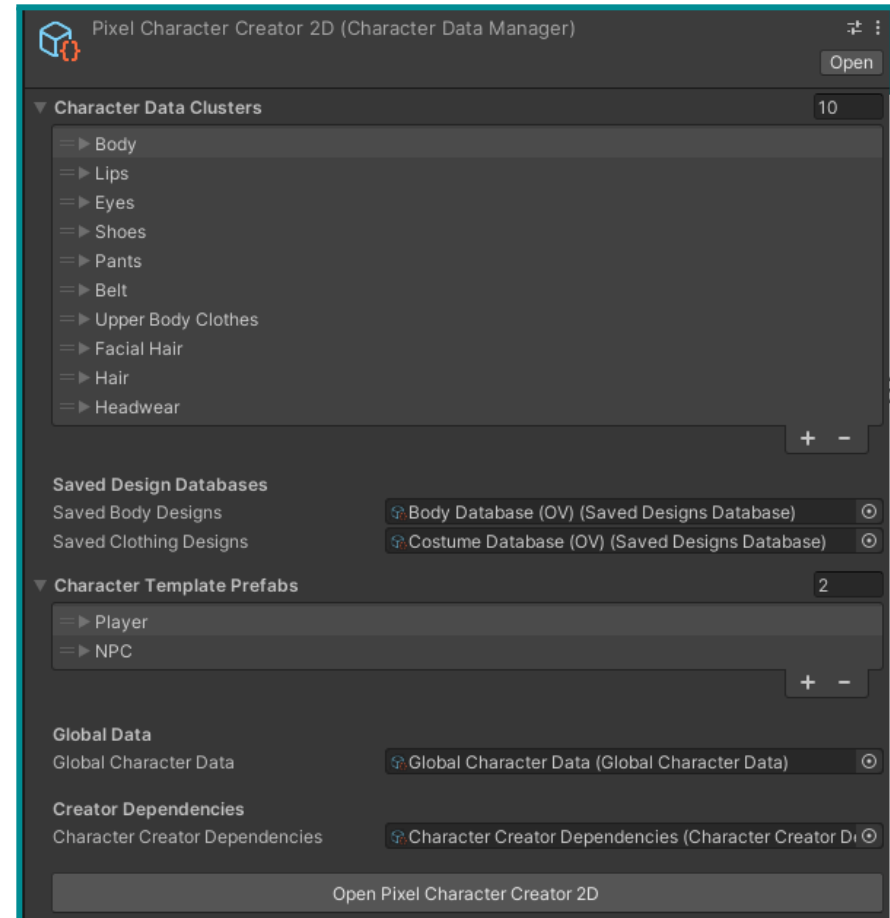 Pixel Character Creator 2D (Character Data Manager)
Open
Character Data Clusters 10
Body
Lips
Eyes
Shoes
Pants
Belt
Upper Body Clothes
Facial Hair
Hair
Headwear
+ -
Saved Design Databases
Saved Body Designs Body Database (OV) (Saved Designs Database)
Saved Clothing Designs Costume Database (OV) (Saved Designs Database)
Character Template Prefabs 2
Player
NPC
+ -
Global Data
Global Character Data Global Character Data (Global Character Data)
Creator Dependencies
Character Creator Dependencies Character Creator Dependencies (Character Creator D
Open Pixel Character Creator 2D